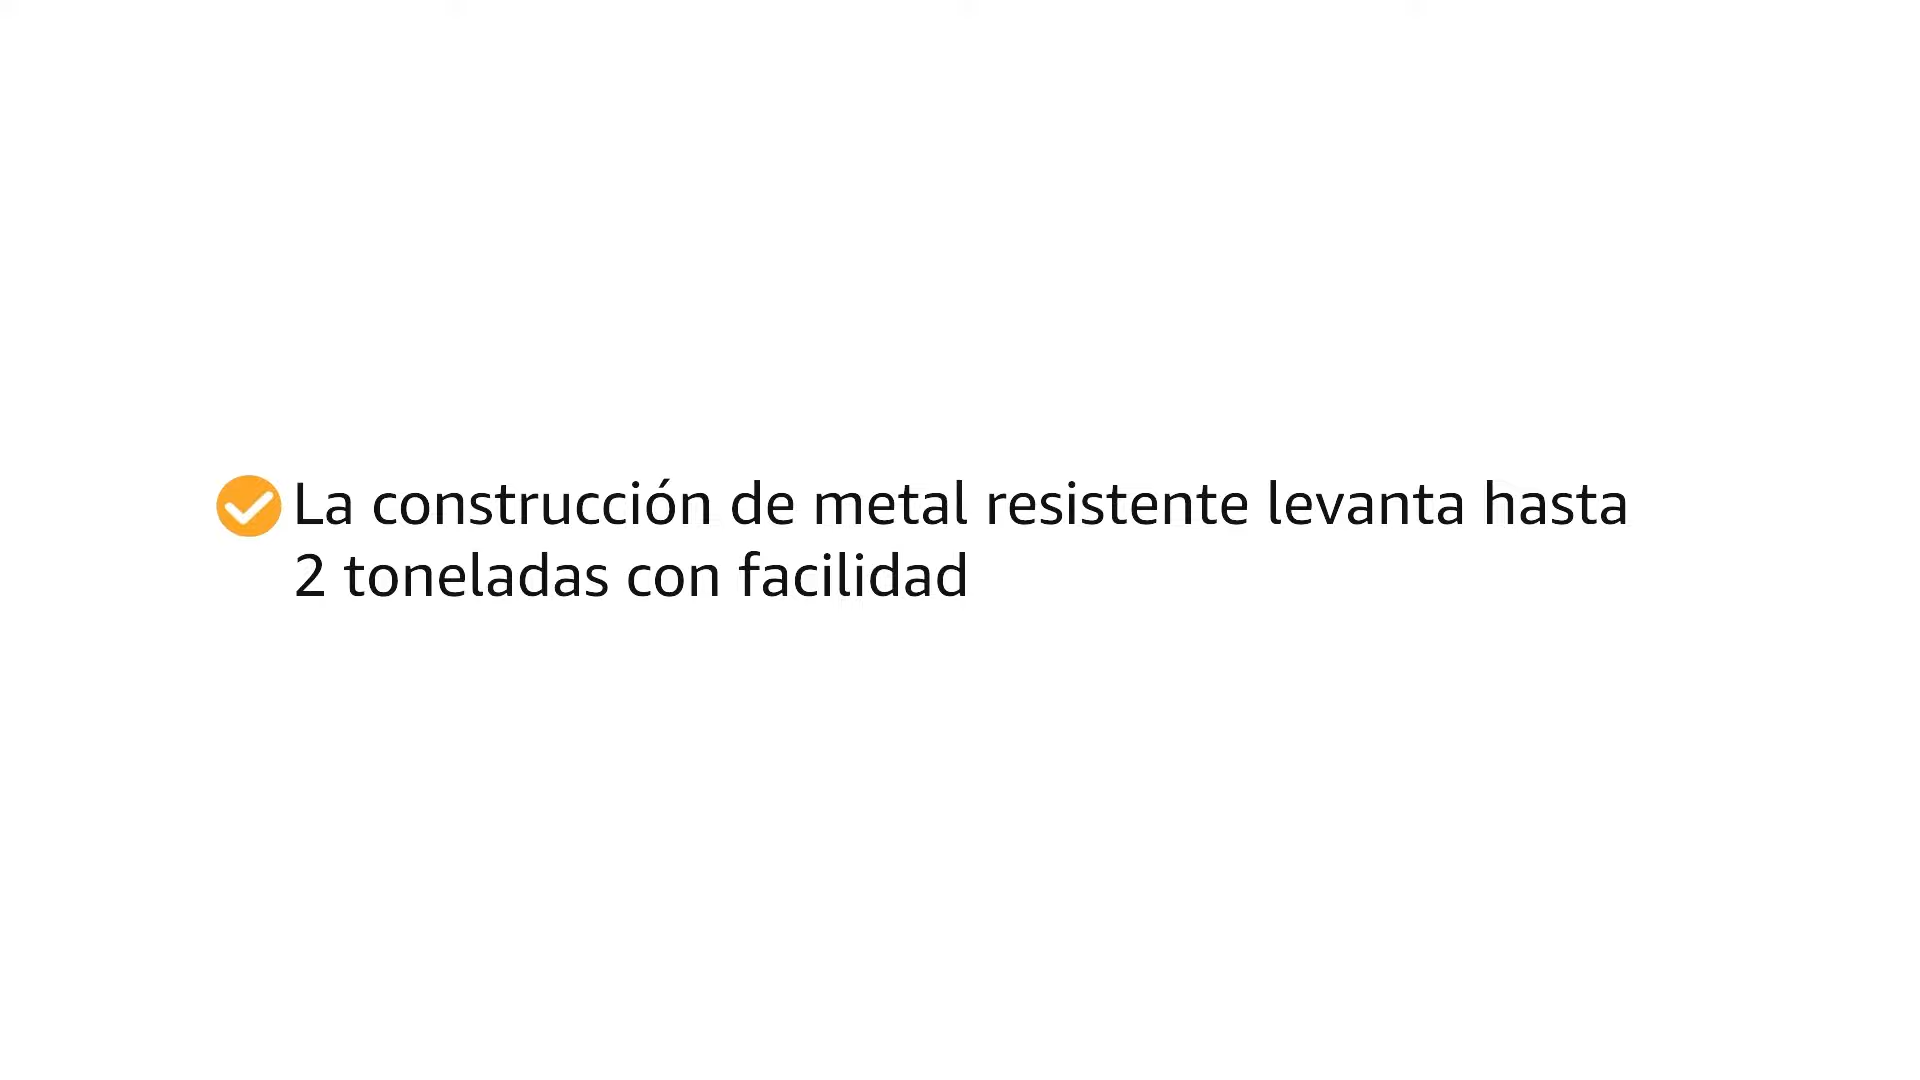 La construcción de metal resistente levanta hasta
2 toneladas con facilidad